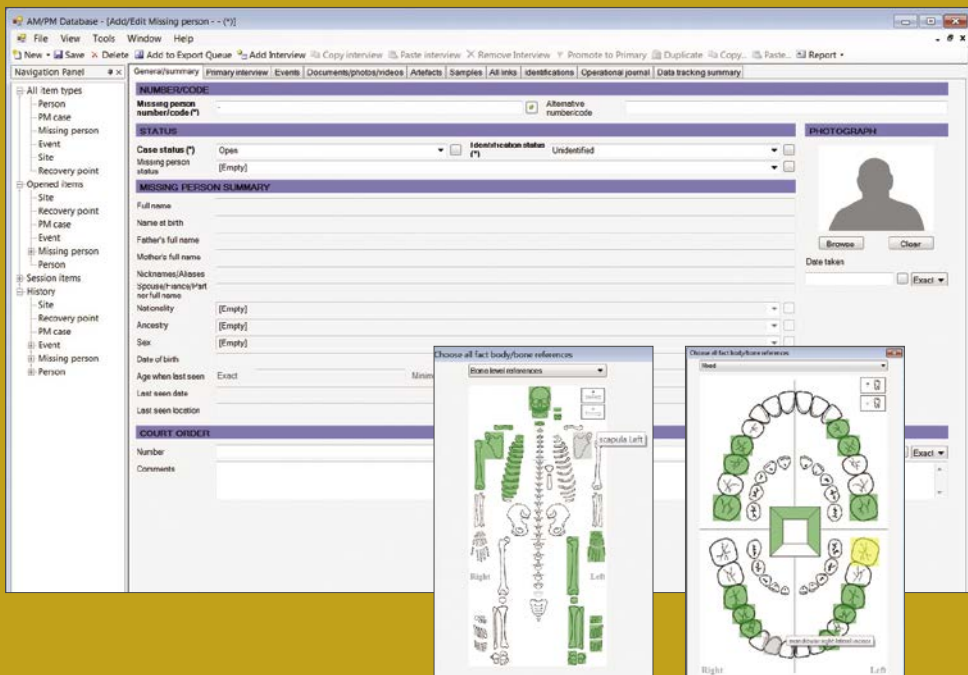 AM/PM Database - [Add/Edit Missing person - - (*)]
File View Tools Window Help
New Save Delete Add to Export Queue Add Interview Copy interview Paste interview Remove Interview Promote to Primary Duplicate Copy... Paste... Report
Navigation Panel
General/summary Primary interview Events Documents/photos/videos Artefacts Samples All links Identifications Operational journal Data tracking summary
All item types
Person
PM case
Missing person
Event
Site
Recovery point
Opened items
Site
Recovery point
PM case
Event
Missing person
Person
Session items
History
Site
Recovery point
PM case
Event
Missing person
Person
NUMBER/CODE
Missing person
number/code (*)
-
#
Alternative
number/code
STATUS
Case status (*) Open
Identification status
(*)
Unidentified
Missing person
status
[Empty]
MISSING PERSON SUMMARY
Full name
Name at birth
Father's full name
Mother's full name
Nicknames/Aliases
Spouse/Fiance/Part
ner full name
Nationality [Empty]
Ancestry [Empty]
Sex [Empty]
Date of birth
Age when last seen Exact Minim
Last seen date
Last seen location
COURT ORDER
Number
Exact
Comments
PHOTOGRAPH
Browse Clear
Date taken
Exact
Choose all fact body/bone references
Bone level references
scapula Left
Right Left
Choose all fact body/bone references
mandibular right lateral incisor
Right Left